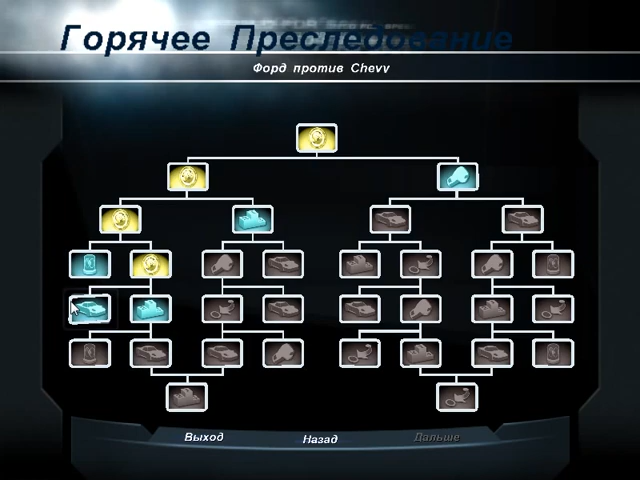 Горячее Преследование
Форд против Chevy
Выход
Назад
Дальше